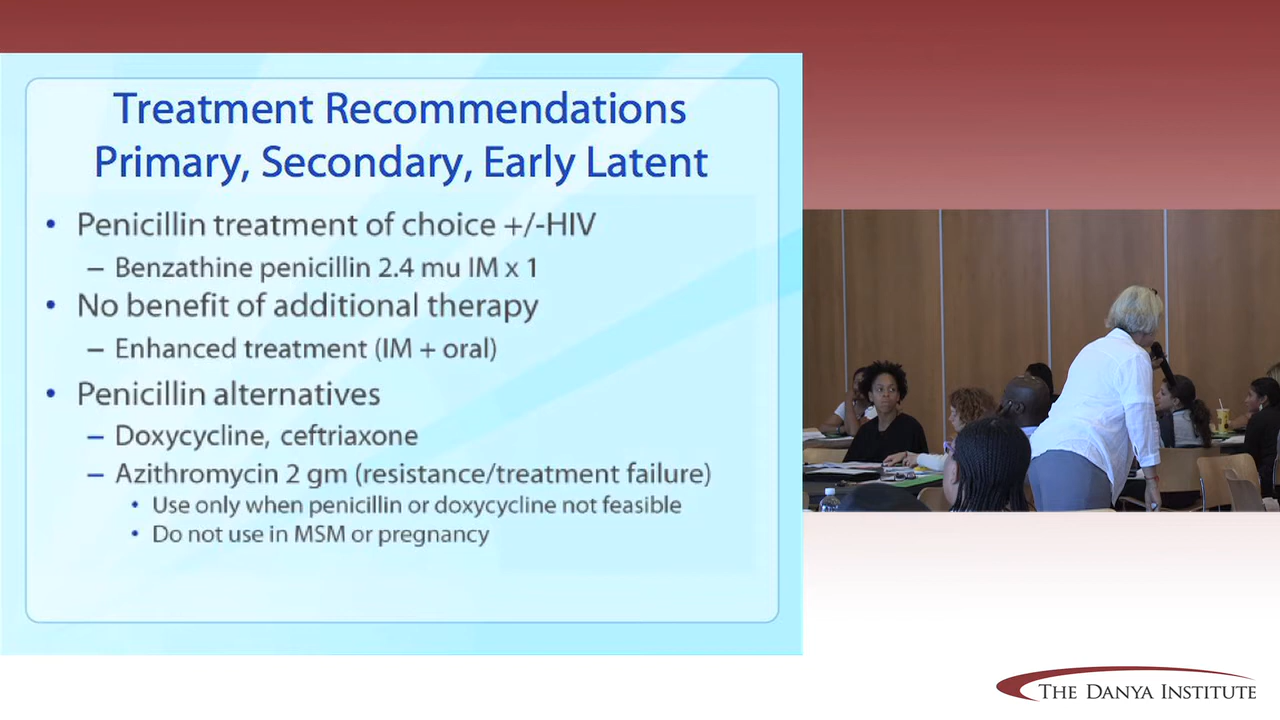 Treatment Recommendations
Primary, Secondary, Early Latent
• Penicillin treatment of choice +/-HIV
– Benzathine penicillin 2.4 mu IM x 1
• No benefit of additional therapy
– Enhanced treatment (IM + oral)
• Penicillin alternatives
– Doxycycline, ceftriaxone
– Azithromycin 2 gm (resistance/treatment failure)
• Use only when penicillin or doxycycline not feasible
• Do not use in MSM or pregnancy
THE DANYA INSTITUTE